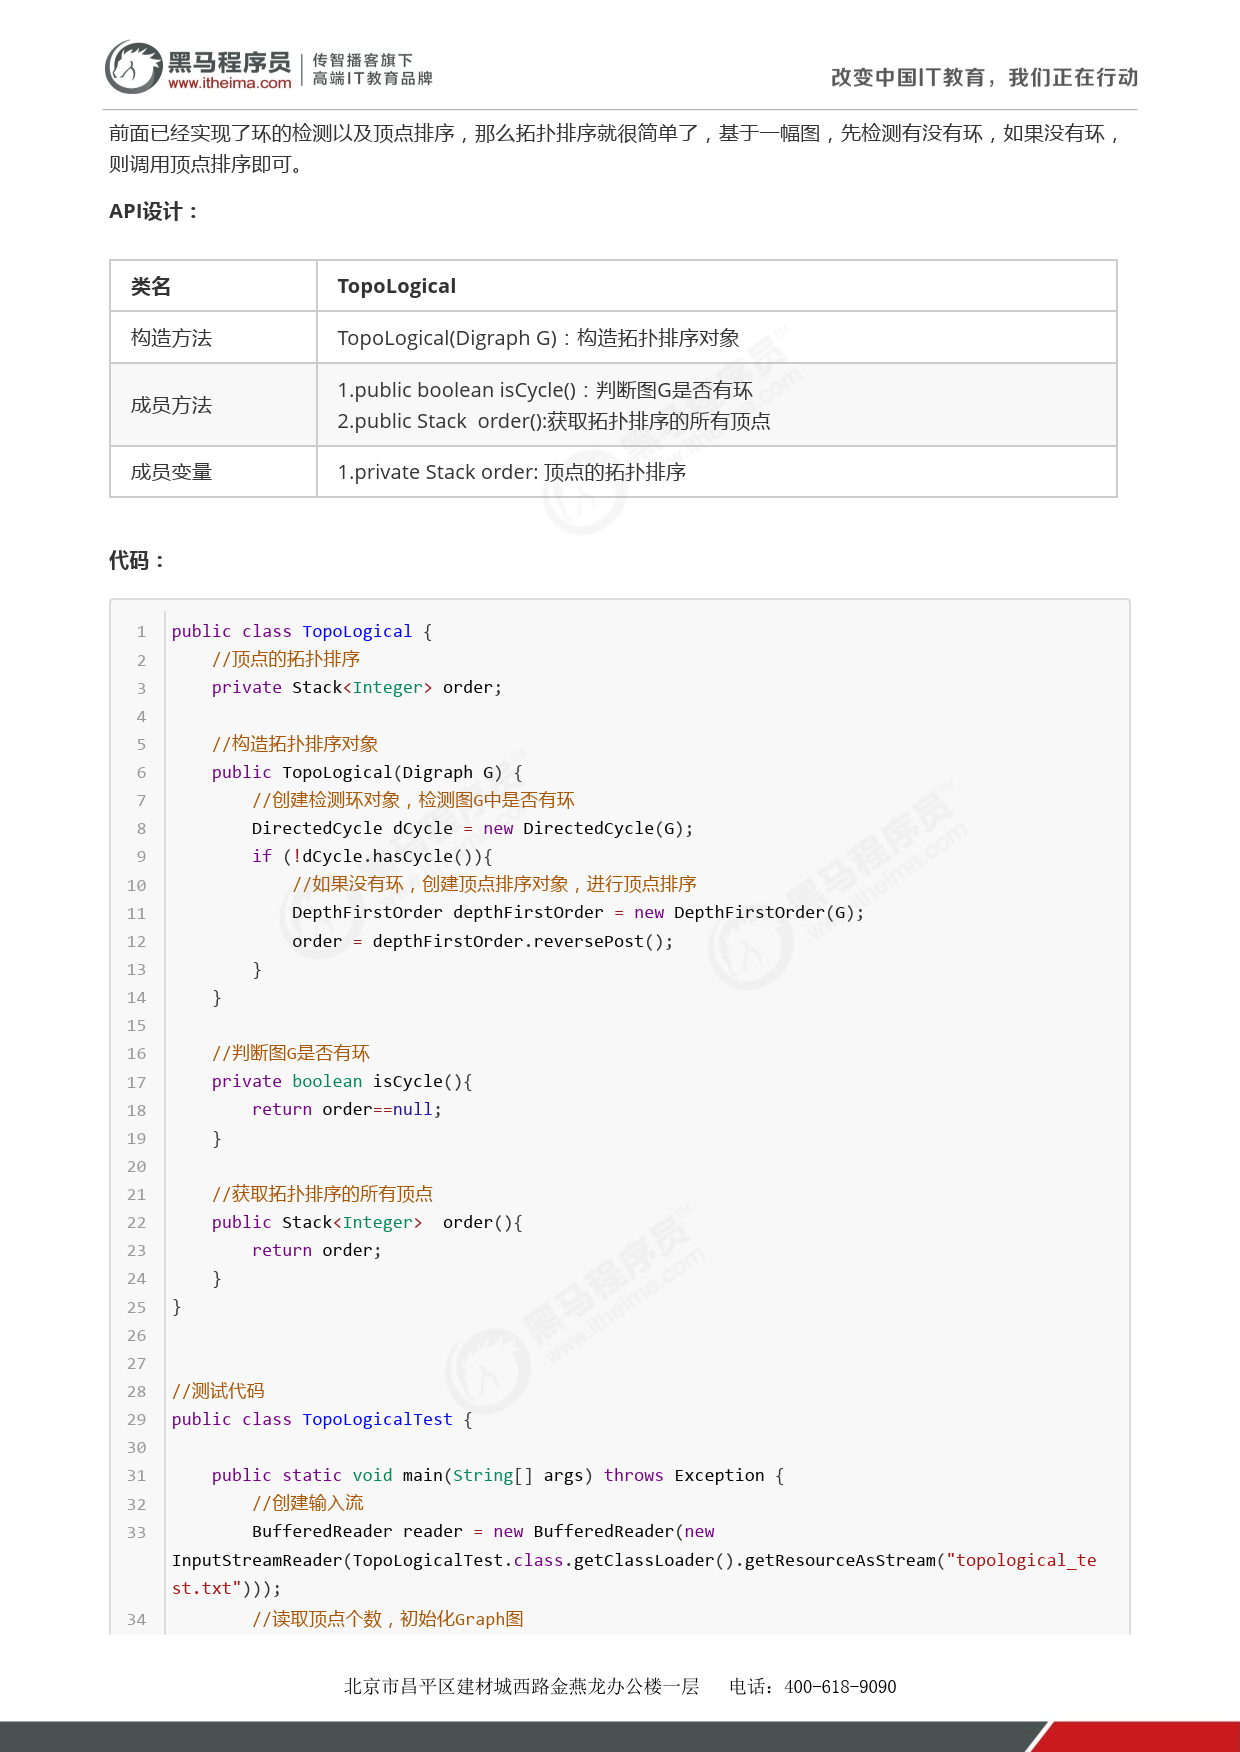 黑马程序员
www.itheima.com
传智播客旗下
高端IT教育品牌
改变中国IT教育，我们正在行动
前面已经实现了环的检测以及顶点排序，那么拓扑排序就很简单了，基于一幅图，先检测有没有环，如果没有环，
则调用顶点排序即可。
API设计：
类名 TopoLogical
构造方法 TopoLogical(Digraph G)：构造拓扑排序对象
成员方法 1.public boolean isCycle()：判断图G是否有环
2.public Stack  order():获取拓扑排序的所有顶点
成员变量 1.private Stack order: 顶点的拓扑排序
代码：
1 public class TopoLogical {
2     //顶点的拓扑排序
3     private Stack<Integer> order;
4
5     //构造拓扑排序对象
6     public TopoLogical(Digraph G) {
7         //创建检测环对象，检测图G中是否有环
8         DirectedCycle dCycle = new DirectedCycle(G);
9         if (!dCycle.hasCycle()){
10             //如果没有环，创建顶点排序对象，进行顶点排序
11             DepthFirstOrder depthFirstOrder = new DepthFirstOrder(G);
12             order = depthFirstOrder.reversePost();
13         }
14     }
15
16     //判断图G是否有环
17     private boolean isCycle(){
18         return order==null;
19     }
20
21     //获取拓扑排序的所有顶点
22     public Stack<Integer>  order(){
23         return order;
24     }
25 }
26
27
28 //测试代码
29 public class TopoLogicalTest {
30
31     public static void main(String[] args) throws Exception {
32         //创建输入流
33         BufferedReader reader = new BufferedReader(new
InputStreamReader(TopoLogicalTest.class.getClassLoader().getResourceAsStream("topological_te
st.txt")));
34         //读取顶点个数，初始化Graph图
北京市昌平区建材城西路金燕龙办公楼一层 电话：400-618-9090